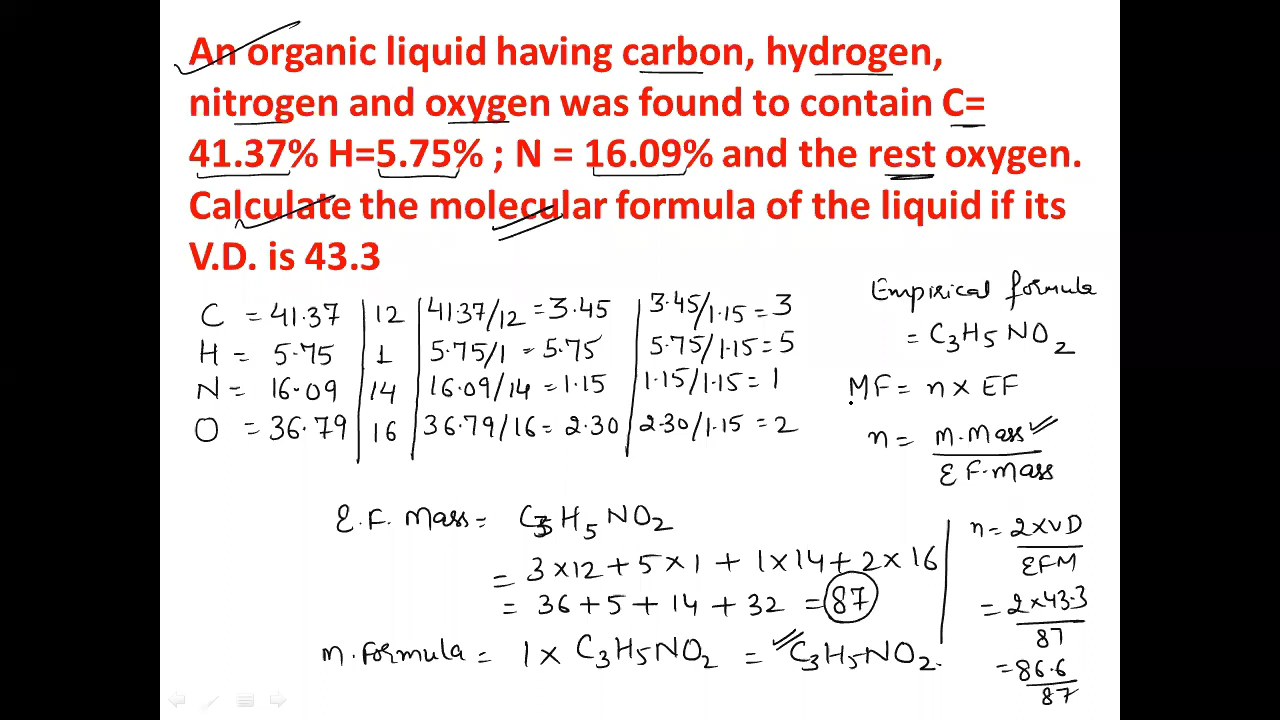 An organic liquid having carbon, hydrogen,
nitrogen and oxygen was found to contain C=
41.37% H=5.75% ; N = 16.09% and the rest oxygen.
Calculate the molecular formula of the liquid if its
V.D. is 43.3
C = 41.37 | 12 | 41.37/12 = 3.45 | 3.45/1.15 = 3
H = 5.75 | 1 | 5.75/1 = 5.75 | 5.75/1.15 = 5
N = 16.09 | 14 | 16.09/14 = 1.15 | 1.15/1.15 = 1
O = 36.79 | 16 | 36.79/16 = 2.30 | 2.30/1.15 = 2
Empirical formula
= C₃H₅NO₂
MF = n × EF
n = M.Mass
E F.Mass
E.F. Mass = C₃H₅NO₂
= 3×12 + 5×1 + 1×14 + 2×16
= 36 + 5 + 14 + 32 = 87
M.Formula = 1 × C₃H₅NO₂ = C₃H₅NO₂.
n = 2×VD
EFM
= 2×43.3
87
= 86.6
87